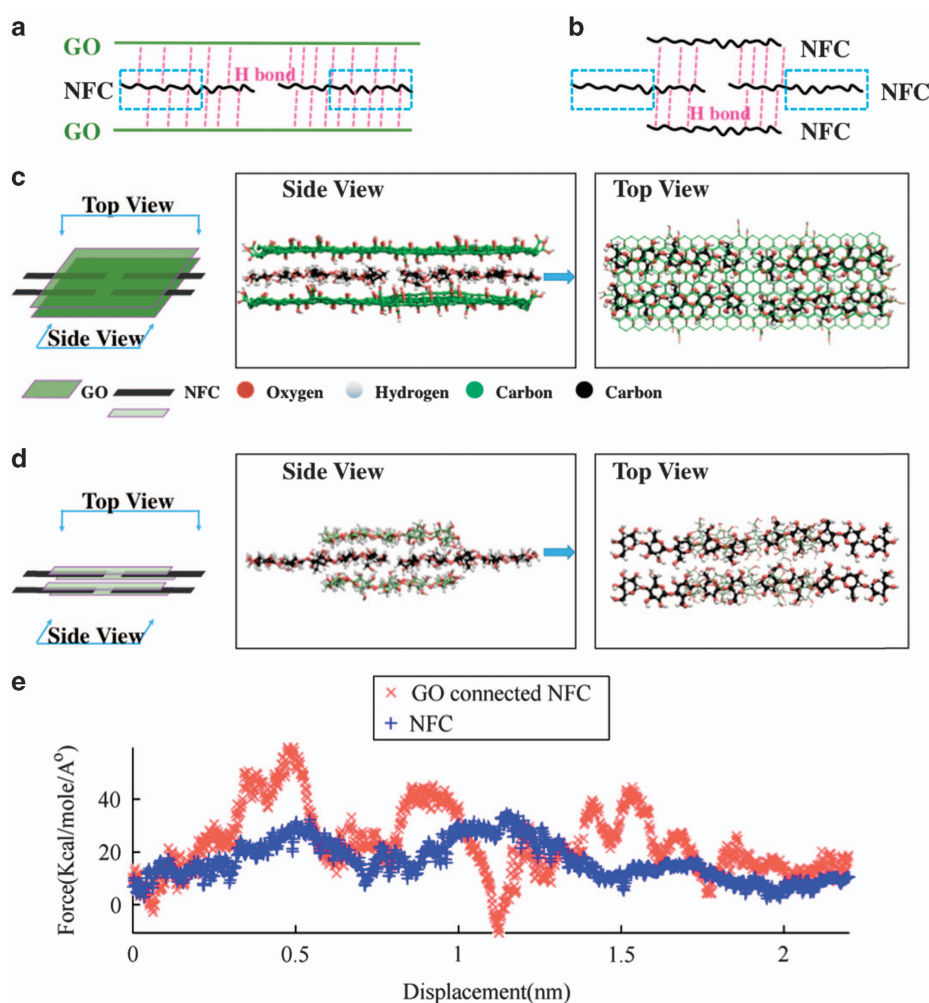 a
GO
NFC
H bond
GO
b
NFC
NFC
H bond
NFC
c
Top View
Side View
Side View
Top View
GO
NFC
Oxygen
Hydrogen
Carbon
Carbon
d
Top View
Side View
Side View
Top View
e
GO connected NFC
NFC
Force(Kcal/mole/A°)
40
20
0
0
0.5
1
1.5
2
Displacement(nm)